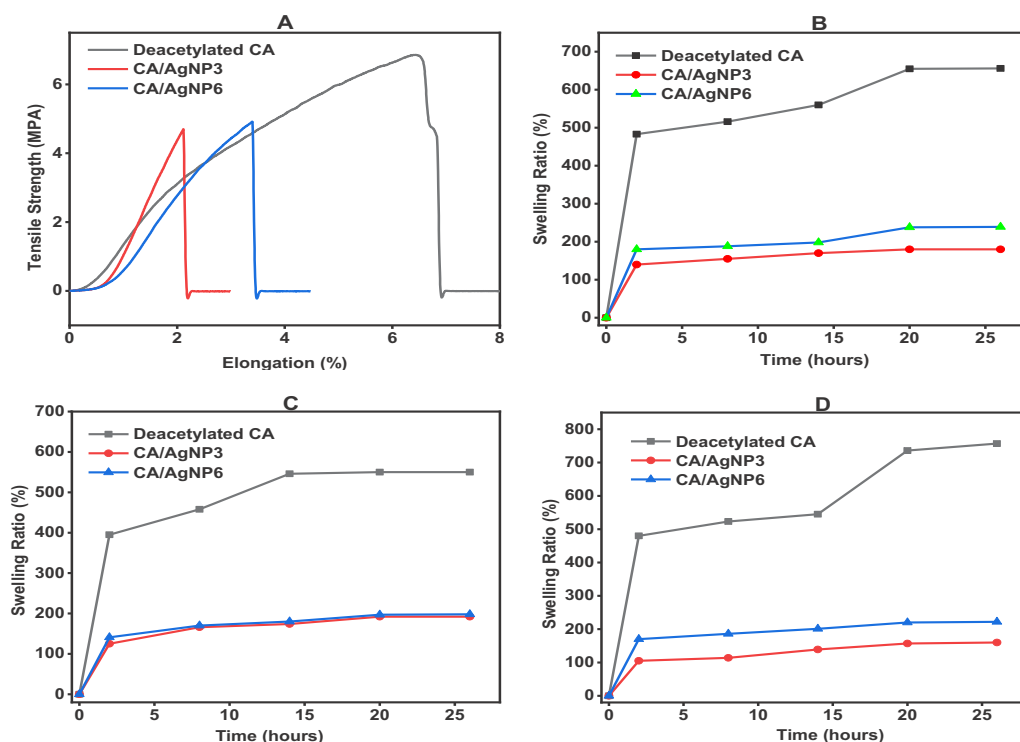 A
Deacetylated CA
CA/AgNP3
CA/AgNP6
Tensile Strength (MPA)
6
4
2
0
0 2 4 6 8
Elongation (%)
B
Deacetylated CA
CA/AgNP3
CA/AgNP6
Swelling Ratio (%)
700
600
500
400
300
200
100
0
0 5 10 15 20 25
Time (hours)
C
Deacetylated CA
CA/AgNP3
CA/AgNP6
Swelling Ratio (%)
700
600
500
400
300
200
100
0
0 5 10 15 20 25
Time (hours)
D
Deacetylated CA
CA/AgNP3
CA/AgNP6
Swelling Ratio (%)
800
700
600
500
400
300
200
100
0
0 5 10 15 20 25
Time (hours)